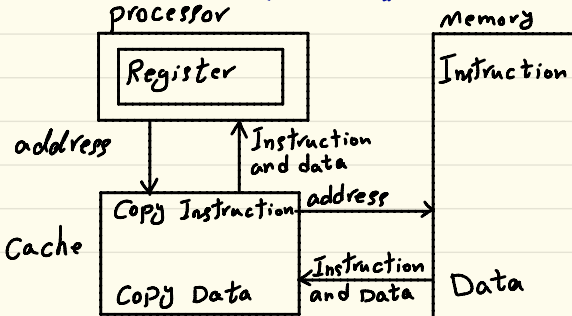 processor
Memory
Register
Instruction
address
Instruction
and data
Copy Instruction
address
Cache
Instruction
and Data
Copy Data
Data